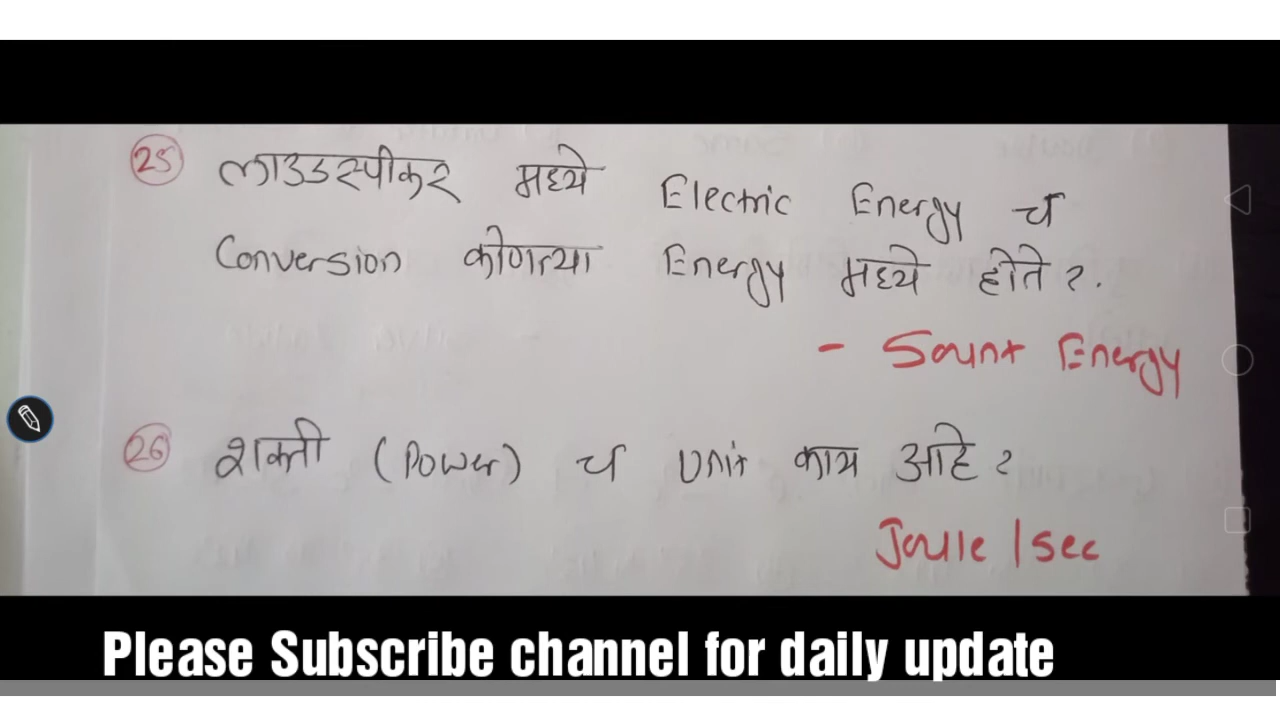 25 लाउडस्पीकर मध्ये Electric Energy च
Conversion कोणत्या Energy मध्ये होते ?.
- Sount Energy
26 शक्ती (Power) च Unit काय आहे ?
Joule / sec
Please Subscribe channel for daily update